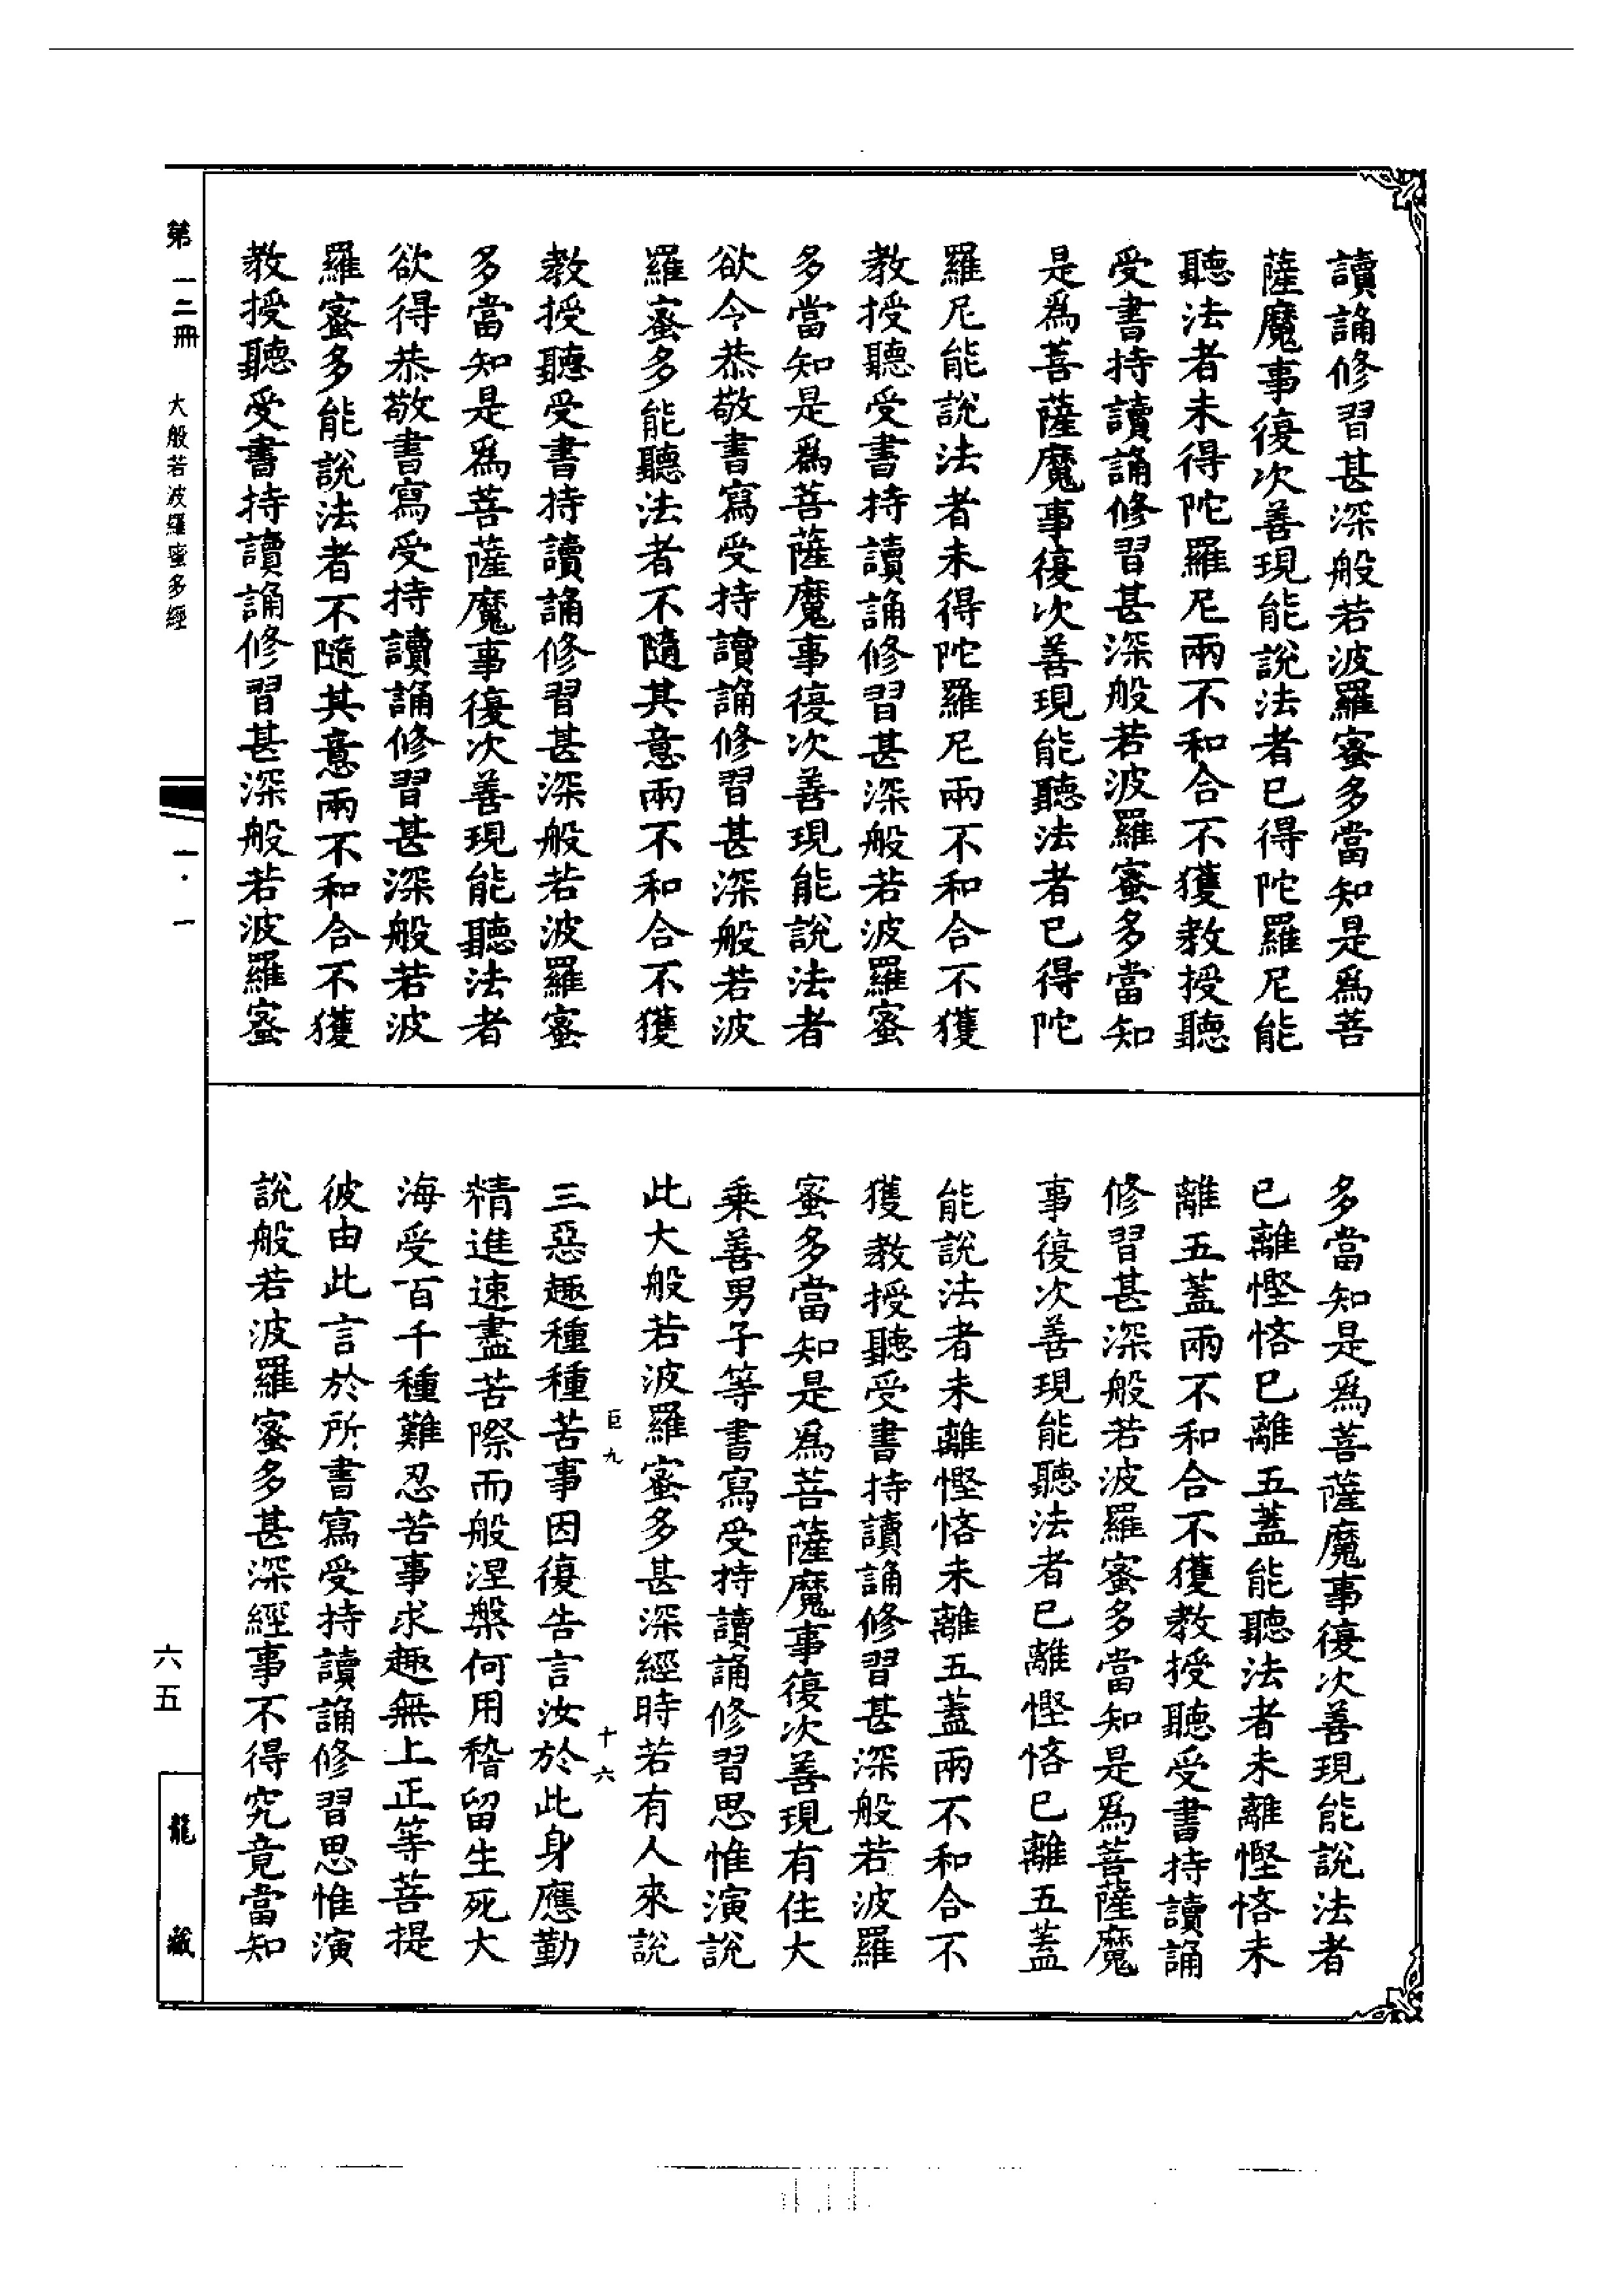 讀誦修習甚深般若波羅蜜多當知是爲菩
薩魔事復次善現能說法者已得陀羅尼能
聽法者未得陀羅尼兩不和合不獲教授聽
受書持讀誦修習甚深般若波羅蜜多當知
是爲菩薩魔事復次善現能聽法者已得陀
羅尼能說法者未得陀羅尼兩不和合不獲
教授聽受書持讀誦修習甚深般若波羅蜜
多當知是爲菩薩魔事復次善現能說法者
欲令恭敬書寫受持讀誦修習甚深般若波
羅蜜多能聽法者不隨其意兩不和合不獲
教授聽受書持讀誦修習甚深般若波羅蜜
多當知是爲菩薩魔事復次善現能聽法者
欲得恭敬書寫受持讀誦修習甚深般若波
羅蜜多能說法者不隨其意兩不和合不獲
教授聽受書持讀誦修習甚深般若波羅蜜
多當知是爲菩薩魔事復次善現能說法者
已離慳悋已離五蓋能聽法者未離慳悋未
離五蓋兩不和合不獲教授聽受書持讀誦
修習甚深般若波羅蜜多當知是爲菩薩魔
事復次善現能聽法者已離慳悋已離五蓋
能說法者未離慳悋未離五蓋兩不和合不
獲教授聽受書持讀誦修習甚深般若波羅
蜜多當知是爲菩薩魔事復次善現有住大
乗善男子等書寫受持讀誦修習思惟演說
此大般若波羅蜜多甚深經時若有人來說
巨九 十六
三惡趣種種苦事因復告言汝於此身應勤
精進速盡苦際而般涅槃何用稽留生死大
海受百千種難忍苦事求趣無上正等菩提
彼由此言於所書寫受持讀誦修習思惟演
說般若波羅蜜多甚深經事不得究竟當知
第一二冊 大般若波羅蜜多經 一·一 六五 龍藏